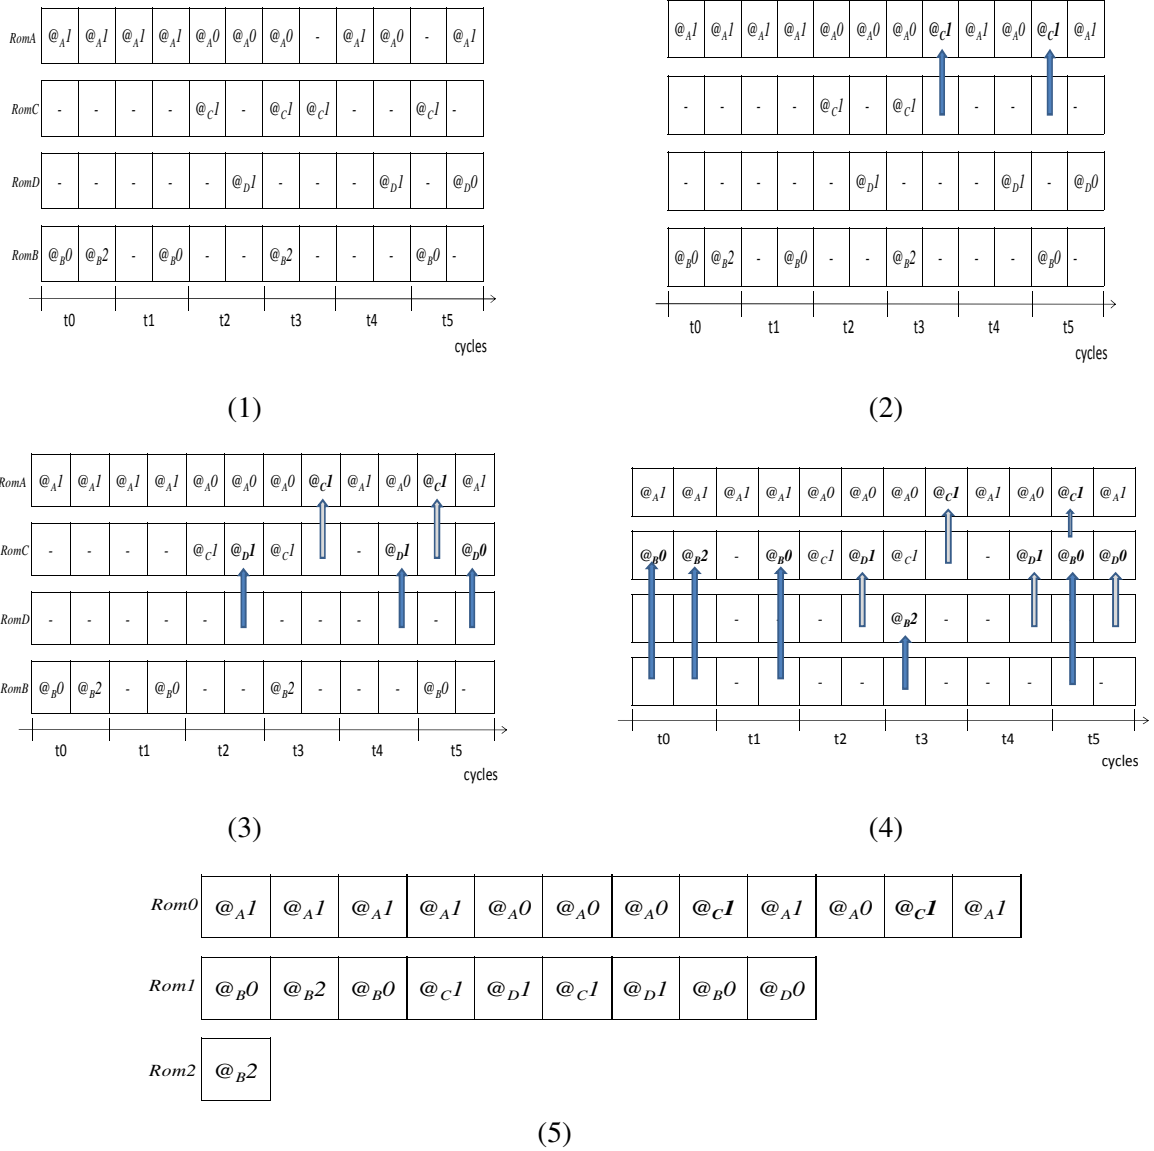 RomA @A1 @A1 @A1 @A1 @A0 @A0 @A0 - @A1 @A0 - @A1
RomC - - - - @C1 - @C1 @C1 - - @C1 -
RomD - - - - - @D1 - - - @D1 - @D0
RomB @B0 @B2 - @B0 - - @B2 - - - @B0 -
t0 t1 t2 t3 t4 t5
cycles
(1)
@A1 @A1 @A1 @A1 @A0 @A0 @A0 @C1 @A1 @A0 @C1 @A1
- - - - @C1 - @C1 - - -
- - - - - @D1 - - - @D1 - @D0
@B0 @B2 - @B0 - - @B2 - - - @B0 -
t0 t1 t2 t3 t4 t5
cycles
(2)
RomA @A1 @A1 @A1 @A1 @A0 @A0 @A0 @C1 @A1 @A0 @C1 @A1
RomC - - - - @C1 @D1 @C1 - @D1 @D0
RomD - - - - - - - - - -
RomB @B0 @B2 - @B0 - - @B2 - - - @B0 -
t0 t1 t2 t3 t4 t5
cycles
(3)
@A1 @A1 @A1 @A1 @A0 @A0 @A0 @C1 @A1 @A0 @C1 @A1
@B0 @B2 - @B0 @C1 @D1 @C1 - @D1 @B0 @D0
- - - @B2 - - -
- - - - - - -
t0 t1 t2 t3 t4 t5
cycles
(4)
Rom0 @A1 @A1 @A1 @A1 @A0 @A0 @A0 @C1 @A1 @A0 @C1 @A1
Rom1 @B0 @B2 @B0 @C1 @D1 @C1 @D1 @B0 @D0
Rom2 @B2
(5)